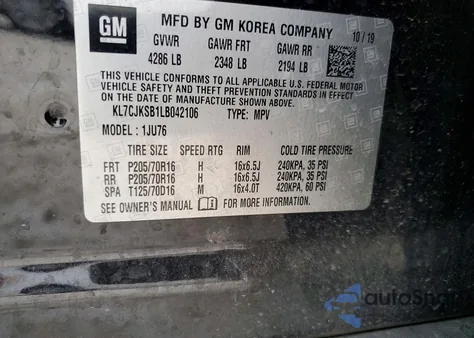 GM MFD BY GM KOREA COMPANY
GVWR GAWR FRT GAWR RR 10/19
4286 LB 2348 LB 2194 LB
THIS VEHICLE CONFORMS TO ALL APPLICABLE U.S. FEDERAL MOTOR
VEHICLE SAFETY AND THEFT PREVENTION STANDARDS IN EFFECT ON THE
DATE OF MANUFACTURE SHOWN ABOVE.
KL7CJKSB1LB042106 TYPE: MPV
MODEL: 1JU76
TIRE SIZE SPEED RTG RIM COLD TIRE PRESSURE
FRT P205/70R16 H 16x6.5J 240KPA, 35 PSI
RR P205/70R16 H 16x6.5J 240KPA, 35 PSI
SPA T125/70D16 M 16x4.0T 420KPA, 60 PSI
SEE OWNER'S MANUAL FOR MORE INFORMATION.